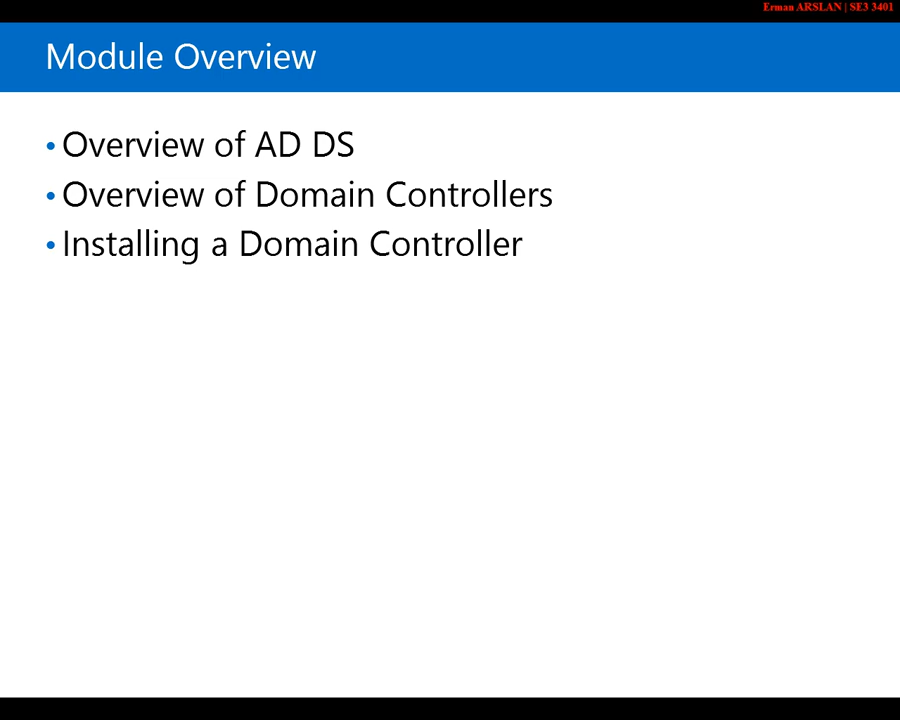 Erman ARSLAN | SE3 3401
Module Overview
• Overview of AD DS
• Overview of Domain Controllers
• Installing a Domain Controller